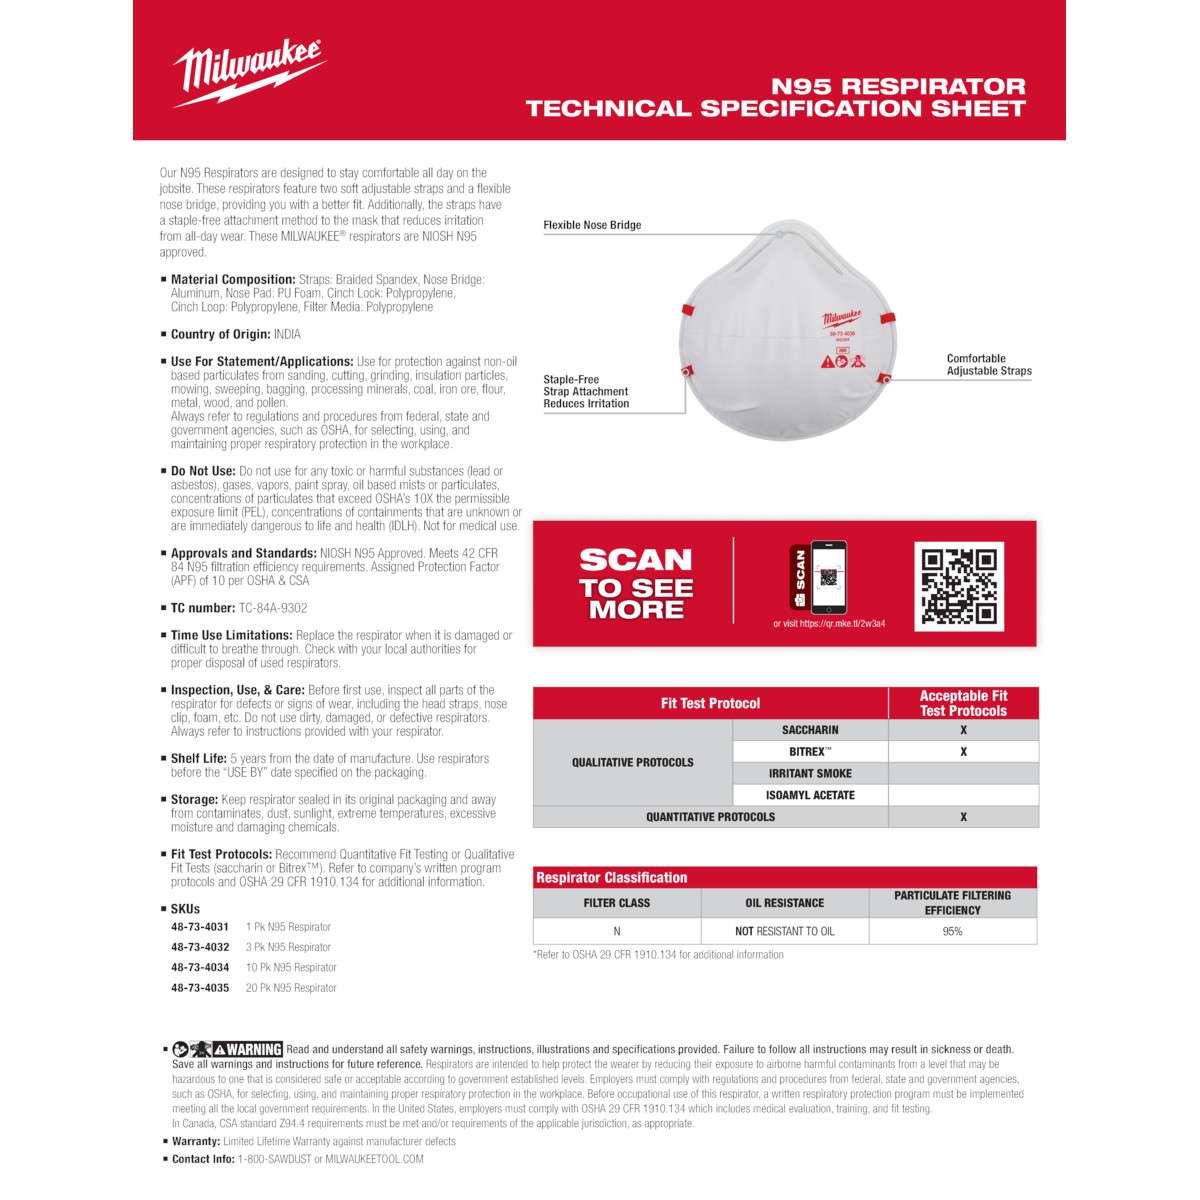 Milwaukee®
N95 RESPIRATOR
TECHNICAL SPECIFICATION SHEET
Our N95 Respirators are designed to stay comfortable all day on the
jobsite. These respirators feature two soft adjustable straps and a flexible
nose bridge, providing you with a better fit. Additionally, the straps have
a staple-free attachment method to the mask that reduces irritation
from all-day wear. These MILWAUKEE® respirators are NIOSH N95
approved.
■ Material Composition: Straps: Braided Spandex, Nose Bridge:
Aluminum, Nose Pad: PU Foam, Cinch Lock: Polypropylene,
Cinch Loop: Polypropylene, Filter Media: Polypropylene
■ Country of Origin: INDIA
■ Use For Statement/Applications: Use for protection against non-oil
based particulates from sanding, cutting, grinding, insulation particles,
mowing, sweeping, bagging, processing minerals, coal, iron ore, flour,
metal, wood, and pollen.
Always refer to regulations and procedures from federal, state and
government agencies, such as OSHA, for selecting, using, and
maintaining proper respiratory protection in the workplace.
■ Do Not Use: Do not use for any toxic or harmful substances (lead or
asbestos), gases, vapors, paint spray, oil based mists or particulates,
concentrations of particulates that exceed OSHA's 10X the permissible
exposure limit (PEL), concentrations of containments that are unknown or
are immediately dangerous to life and health (IDLH). Not for medical use.
■ Approvals and Standards: NIOSH N95 Approved. Meets 42 CFR
84 N95 filtration efficiency requirements. Assigned Protection Factor
(APF) of 10 per OSHA & CSA
■ TC number: TC-84A-9302
■ Time Use Limitations: Replace the respirator when it is damaged or
difficult to breathe through. Check with your local authorities for
proper disposal of used respirators.
■ Inspection, Use, & Care: Before first use, inspect all parts of the
respirator for defects or signs of wear, including the head straps, nose
clip, foam, etc. Do not use dirty, damaged, or defective respirators.
Always refer to instructions provided with your respirator.
■ Shelf Life: 5 years from the date of manufacture. Use respirators
before the “USE BY” date specified on the packaging.
■ Storage: Keep respirator sealed in its original packaging and away
from contaminates, dust, sunlight, extreme temperatures, excessive
moisture and damaging chemicals.
■ Fit Test Protocols: Recommend Quantitative Fit Testing or Qualitative
Fit Tests (saccharin or Bitrex™). Refer to company's written program
protocols and OSHA 29 CFR 1910.134 for additional information.
■ SKUs
48-73-4031 1 Pk N95 Respirator
48-73-4032 3 Pk N95 Respirator
48-73-4034 10 Pk N95 Respirator
48-73-4035 20 Pk N95 Respirator
Flexible Nose Bridge
Milwaukee
Staple-Free
Strap Attachment
Reduces Irritation
Comfortable
Adjustable Straps
SCAN
TO SEE
MORE
SCAN
or visit https://qr.mke.tl/2w3a4
Fit Test Protocol Acceptable Fit
Test Protocols
QUALITATIVE PROTOCOLS
SACCHARIN X
BITREX™ X
IRRITANT SMOKE
ISOAMYL ACETATE
QUANTITATIVE PROTOCOLS X
Respirator Classification
FILTER CLASS OIL RESISTANCE PARTICULATE FILTERING
EFFICIENCY
N NOT RESISTANT TO OIL 95%
*Refer to OSHA 29 CFR 1910.134 for additional information
■ WARNING Read and understand all safety warnings, instructions, illustrations and specifications provided. Failure to follow all instructions may result in sickness or death.
Save all warnings and instructions for future reference. Respirators are intended to help protect the wearer by reducing their exposure to airborne harmful contaminants from a level that may be
hazardous to one that is considered safe or acceptable according to government established levels. Employers must comply with regulations and procedures from federal, state and government agencies,
such as OSHA, for selecting, using, and maintaining proper respiratory protection in the workplace. Before occupational use of this respirator, a written respiratory protection program must be implemented
meeting all the local government requirements. In the United States, employers must comply with OSHA 29 CFR 1910.134 which includes medical evaluation, training, and fit testing.
In Canada, CSA standard Z94.4 requirements must be met and/or requirements of the applicable jurisdiction, as appropriate.
■ Warranty: Limited Lifetime Warranty against manufacturer defects
■ Contact Info: 1-800-SAWDUST or MILWAUKEETOOL.COM